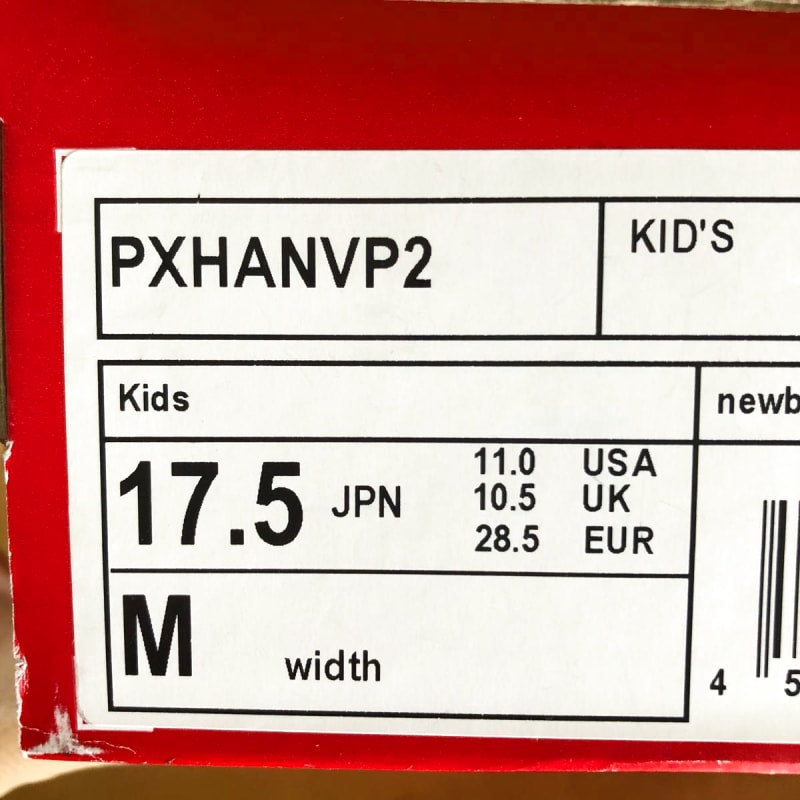 PXHANVP2
KID'S
Kids
newb
17.5 JPN
11.0 USA
10.5 UK
28.5 EUR
M width
4 5